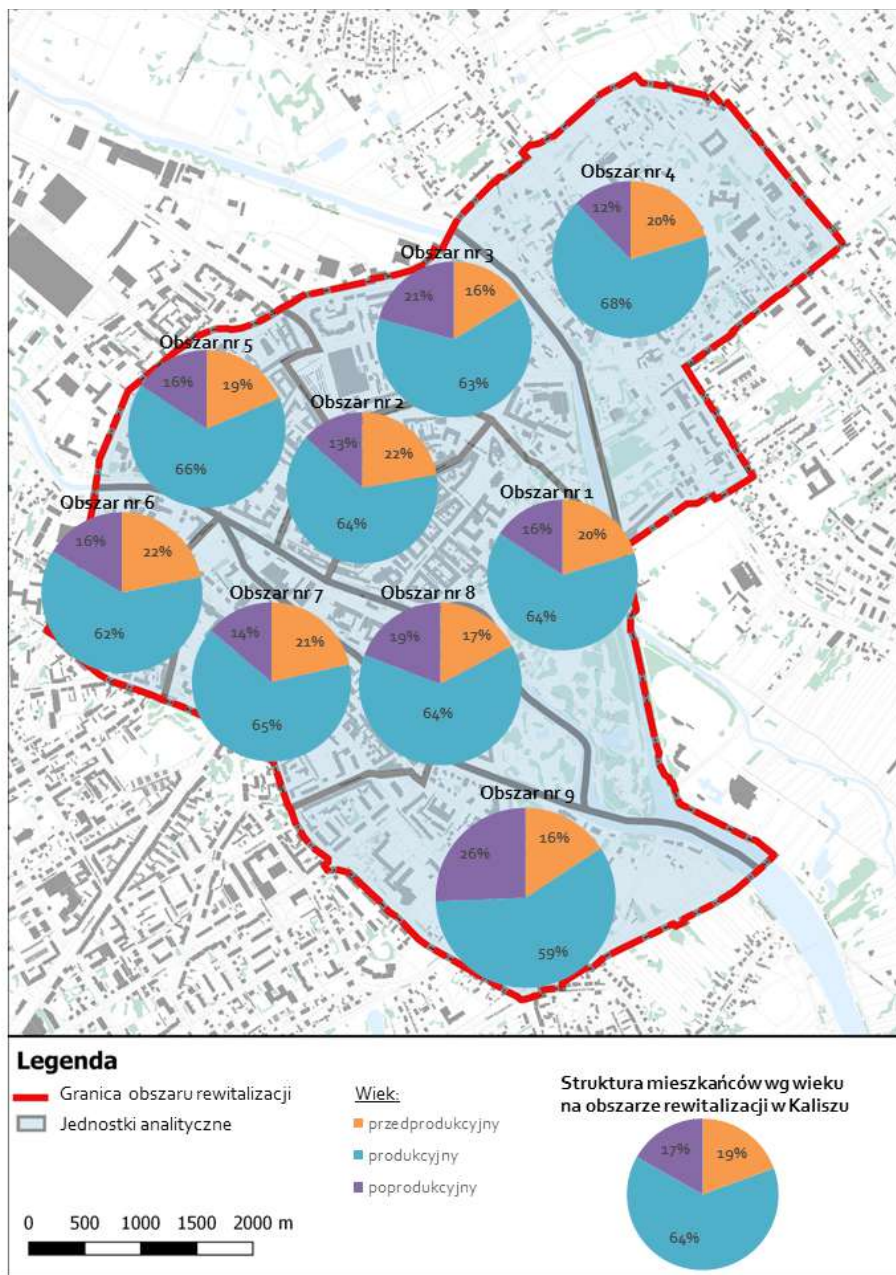 Obszar nr 4
12%
20%
68%
Obszar nr 3
21%
16%
63%
Obszar nr 5
16%
19%
66%
Obszar nr 2
13%
22%
64%
Obszar nr 6
16%
22%
62%
Obszar nr 1
16%
20%
64%
Obszar nr 7
14%
21%
65%
Obszar nr 8
19%
17%
64%
Obszar nr 9
26%
16%
59%
Legenda
Granica obszaru rewitalizacji
Jednostki analityczne
0 500 1000 1500 2000 m
Wiek:
przedprodukcyjny
produkcyjny
poprodukcyjny
Struktura mieszkańców wg wieku
na obszarze rewitalizacji w Kaliszu
17%
19%
64%